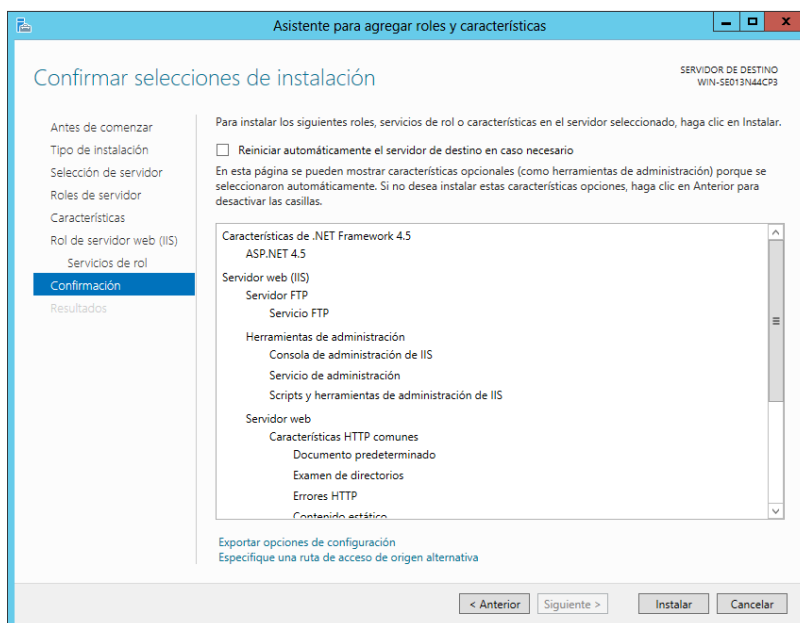 Asistente para agregar roles y características
Confirmar selecciones de instalación
SERVIDOR DE DESTINO
WIN-SE013N44CP3
Antes de comenzar
Tipo de instalación
Selección de servidor
Roles de servidor
Características
Rol de servidor web (IIS)
Servicios de rol
Confirmación
Resultados
Para instalar los siguientes roles, servicios de rol o características en el servidor seleccionado, haga clic en Instalar.
Reiniciar automáticamente el servidor de destino en caso necesario
En esta página se pueden mostrar características opcionales (como herramientas de administración) porque se
seleccionaron automáticamente. Si no desea instalar estas características opciones, haga clic en Anterior para
desactivar las casillas.
Características de .NET Framework 4.5
ASP.NET 4.5
Servidor web (IIS)
Servidor FTP
Servicio FTP
Herramientas de administración
Consola de administración de IIS
Servicio de administración
Scripts y herramientas de administración de IIS
Servidor web
Características HTTP comunes
Documento predeterminado
Examen de directorios
Errores HTTP
Contenido estático
Exportar opciones de configuración
Especifique una ruta de acceso de origen alternativa
< Anterior
Siguiente >
Instalar
Cancelar